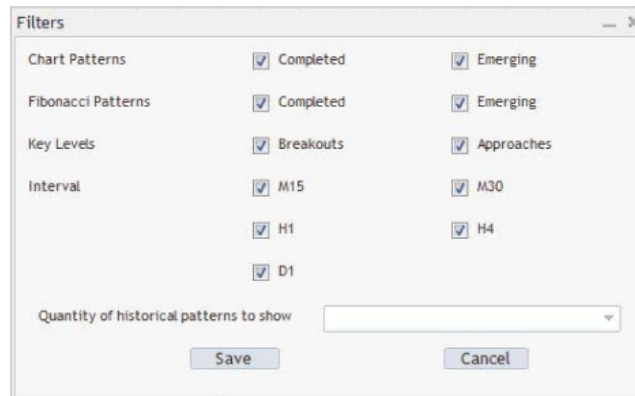 Filters
Chart Patterns Completed Emerging
Fibonacci Patterns Completed Emerging
Key Levels Breakouts Approaches
Interval M15 M30
H1 H4
D1
Quantity of historical patterns to show
Save Cancel